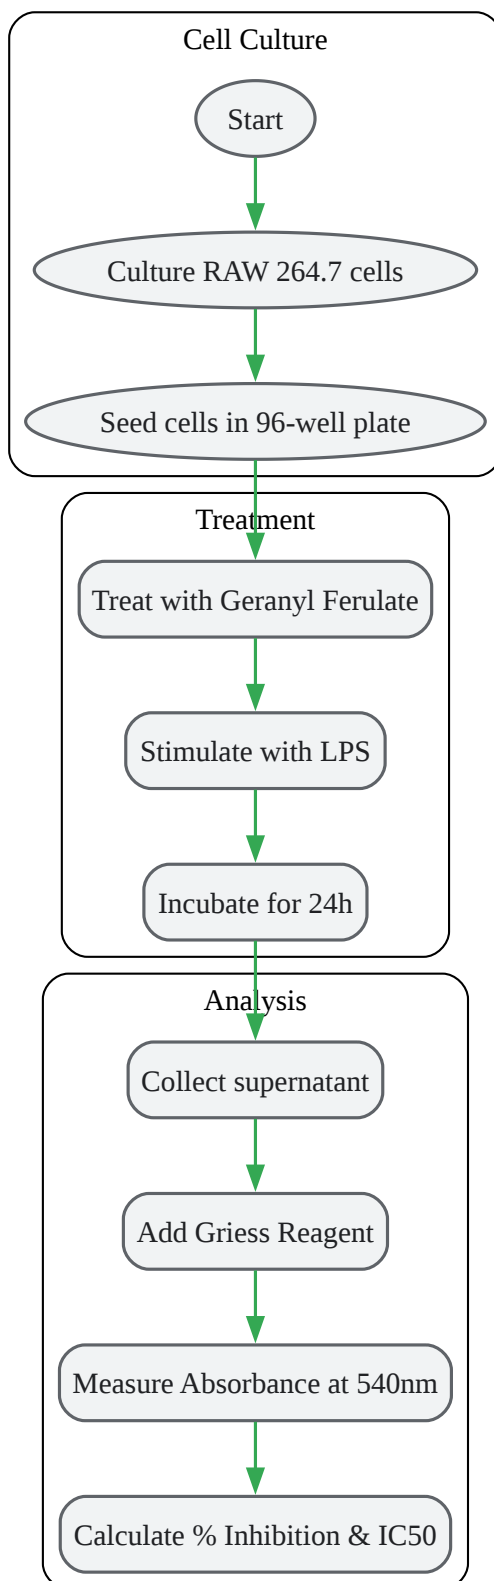 Cell Culture
Start
Culture RAW 264.7 cells
Seed cells in 96-well plate
Treatment
Treat with Geranyl Ferulate
Stimulate with LPS
Incubate for 24h
Analysis
Collect supernatant
Add Griess Reagent
Measure Absorbance at 540nm
Calculate % Inhibition & IC50